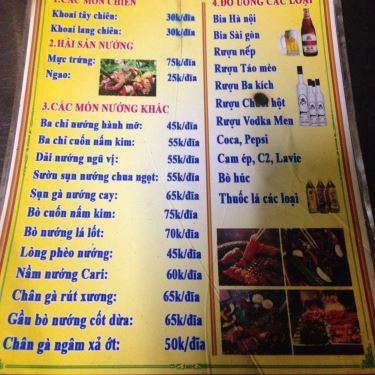 1.CÁC MÓN CHIÊN
Khoai tây chiên: 30k/đĩa
Khoai lang chiên: 30k/đĩa
2.HẢI SẢN NƯỚNG
Mực trứng: 75k/đĩa
Ngao: 25k/đĩa
3.CÁC MÓN NƯỚNG KHÁC
Ba chỉ nướng hành mỡ: 45k/đĩa
Ba chỉ cuốn nấm kim: 55k/đĩa
Dải nướng ngũ vị: 55k/đĩa
Sườn sụn nướng chua ngọt: 55k/đĩa
Sụn gà nướng cay: 65k/đĩa
Bò cuốn nấm kim: 75k/đĩa
Bò nướng lá lốt: 70k/đĩa
Lòng phèo nướng: 45k/đĩa
Nầm nướng Cari: 60k/đĩa
Chân gà rút xương: 65k/đĩa
Gầu bò nướng cốt dừa: 65k/đĩa
Chân gà ngâm xả ớt: 50k/đĩa
4.ĐỒ UỐNG CÁC LOẠI
Bia Hà nội
Bia Sài gòn
Rượu nếp
Rượu Táo mèo
Rượu Ba kích
Rượu Chuối hột
Rượu Vodka Men
Coca, Pepsi
Cam ép, C2, Lavie
Bò húc
Thuốc lá các loại